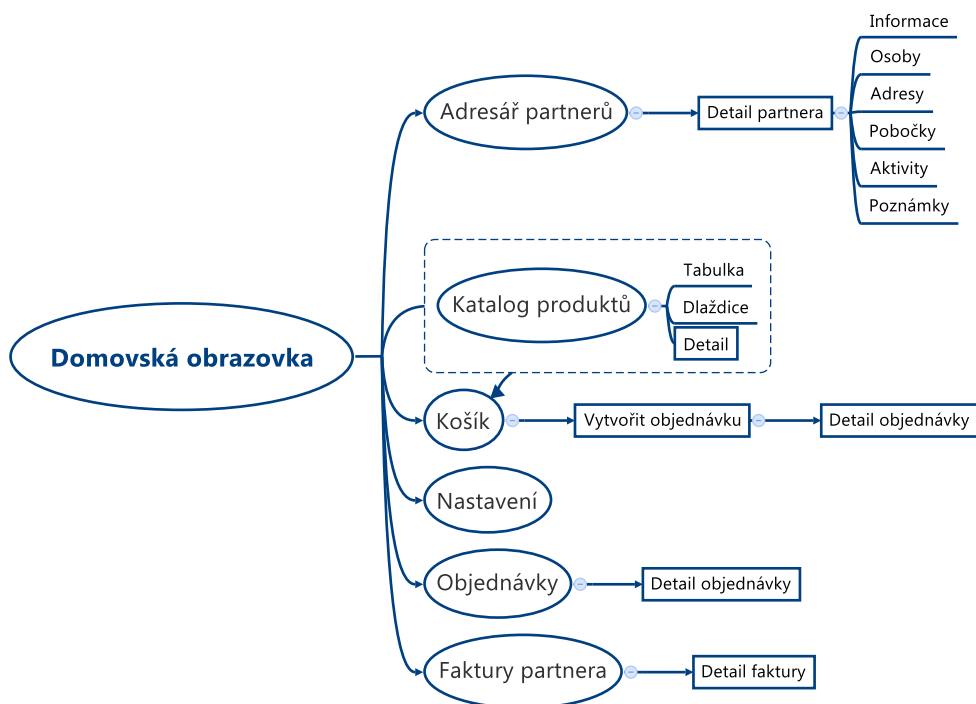 Domovská obrazovka
Adresář partnerů
Detail partnera
Informace
Osoby
Adresy
Pobočky
Aktivity
Poznámky
Katalog produktů
Tabulka
Dlaždice
Detail
Košík
Vytvořit objednávku
Detail objednávky
Nastavení
Objednávky
Detail objednávky
Faktury partnera
Detail faktury